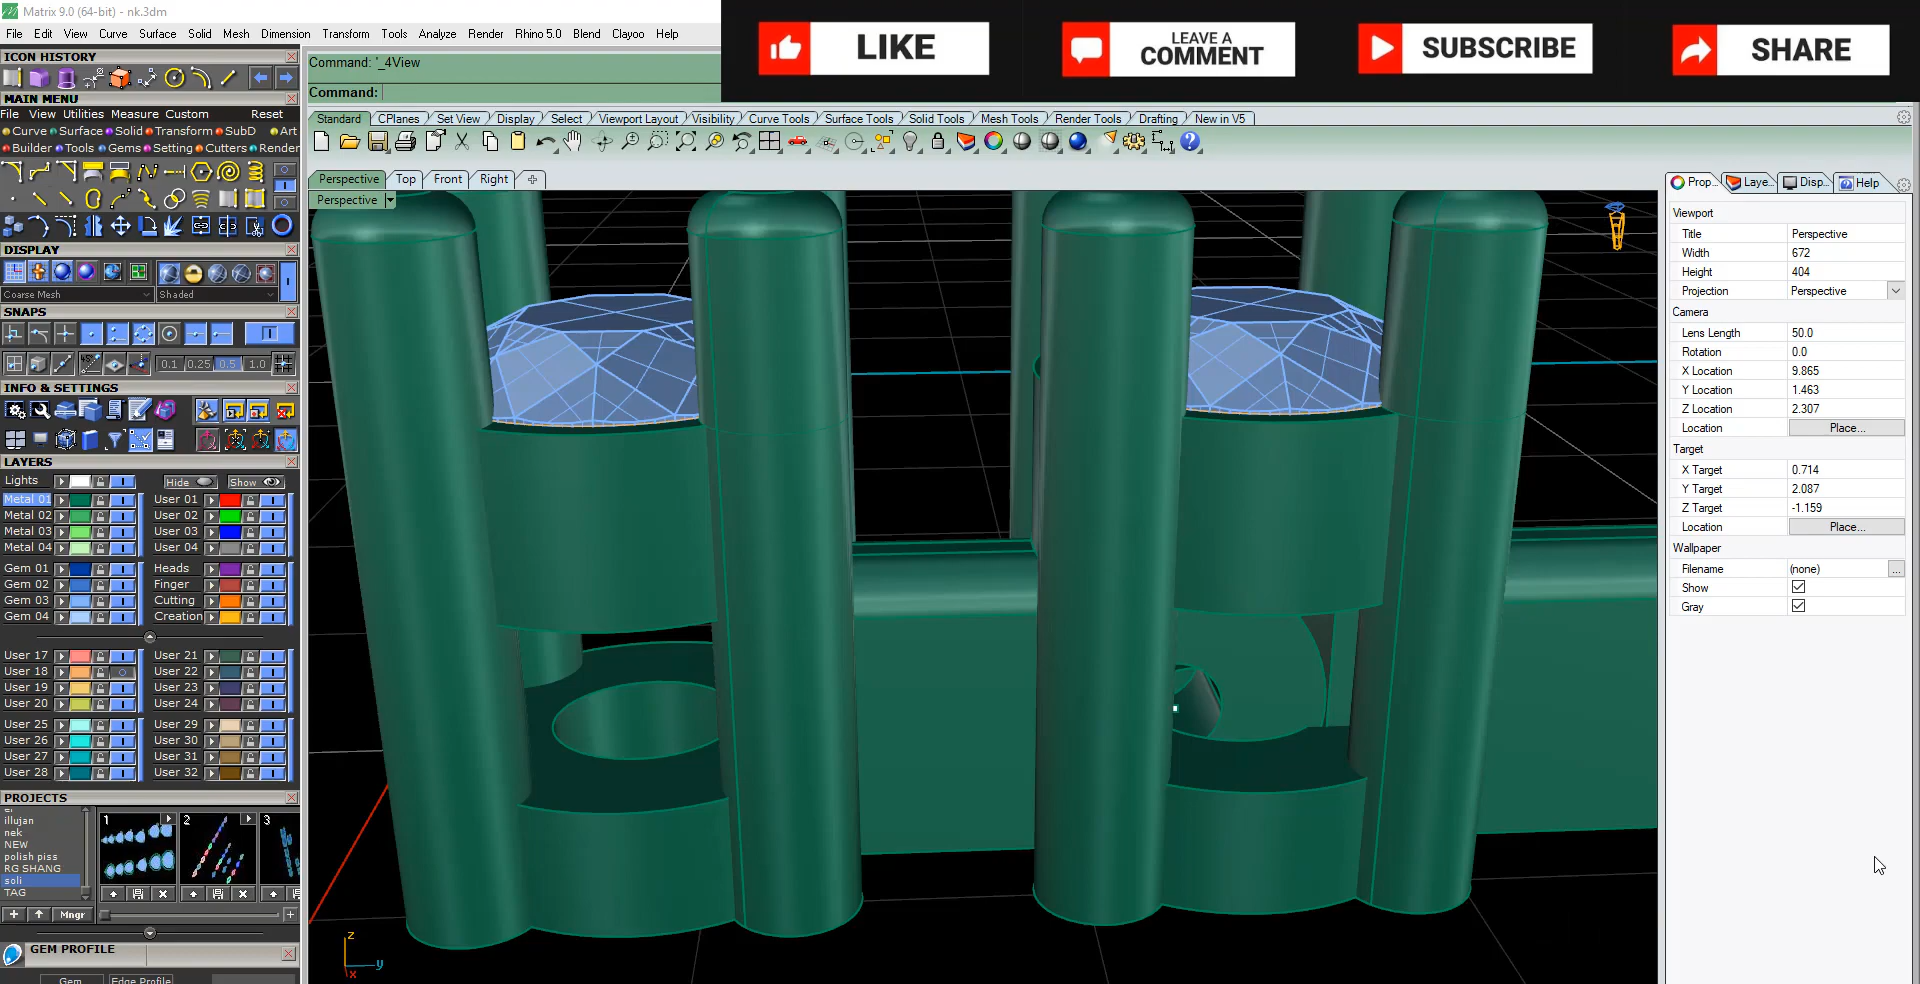 Matrix 9.0 (64-bit) - nk.3dm
File Edit View Curve Surface Solid Mesh Dimension Transform Tools Analyze Render Rhino 5.0 Blend Clayoo Help
LIKE
LEAVE A
COMMENT
SUBSCRIBE
SHARE
ICON HISTORY
Command: '_4View
Command:
MAIN MENU
File View Utilities Measure Custom Reset
Curve Surface Solid Transform SubD Art
Builder Tools Gems Setting Cutters Render
Standard CPlanes Set View Display Select Viewport Layout Visibility Curve Tools Surface Tools Solid Tools Mesh Tools Render Tools Drafting New in V5
Perspective Top Front Right
Perspective
DISPLAY
Coarse Mesh Shaded
SNAPS
0.1 0.25 0.5 1.0
INFO & SETTINGS
LAYERS
Lights Hide Show
Metal 01 User 01
Metal 02 User 02
Metal 03 User 03
Metal 04 User 04
Gem 01 Heads
Gem 02 Finger
Gem 03 Cutting
Gem 04 Creation
User 17 User 21
User 18 User 22
User 19 User 23
User 20 User 24
User 25 User 29
User 26 User 30
User 27 User 31
User 28 User 32
PROJECTS
illujan
nek
NEW
polish piss
RG SHANG
soli
TAG
1 2 3
Mngr
GEM PROFILE
Gem Edge Profile
z
y
x
Prop... Laye... Disp... Help
Viewport
Title Perspective
Width 672
Height 404
Projection Perspective
Camera
Lens Length 50.0
Rotation 0.0
X Location 9.865
Y Location 1.463
Z Location 2.307
Location Place...
Target
X Target 0.714
Y Target 2.087
Z Target -1.159
Location Place...
Wallpaper
Filename (none) ...
Show
Gray